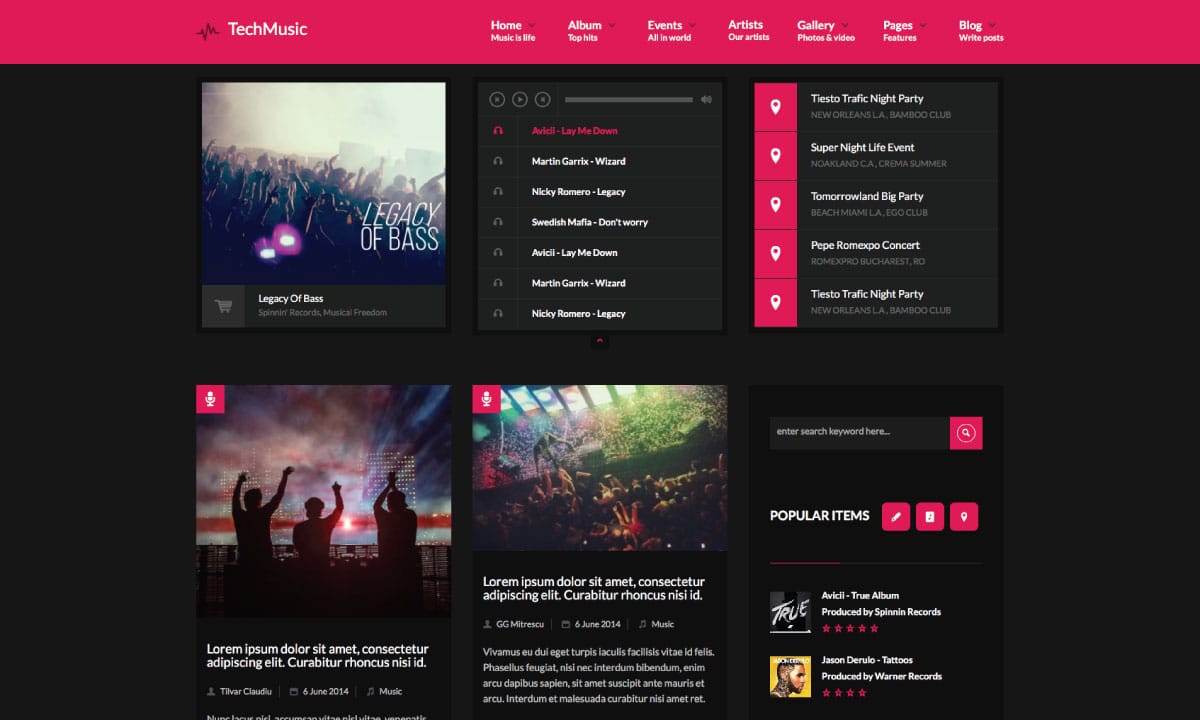 TechMusic
Home
Music is life
Album
Top hits
Events
All in world
Artists
Our artists
Gallery
Photos & video
Pages
Features
Blog
Write posts
LEGACY
OF BASS
Legacy Of Bass
Spinnin' Records, Musical Freedom
Avicii - Lay Me Down
Martin Garrix - Wizard
Nicky Romero - Legacy
Swedish Mafia - Don't worry
Avicii - Lay Me Down
Martin Garrix - Wizard
Nicky Romero - Legacy
Tiesto Trafic Night Party
NEW ORLEANS L.A., BAMBOO CLUB
Super Night Life Event
NOAKLAND C.A., CREMA SUMMER
Tomorrowland Big Party
BEACH MIAMI L.A., EGO CLUB
Pepe Romexpo Concert
ROMEXPRO BUCHAREST, RO
Tiesto Trafic Night Party
NEW ORLEANS L.A., BAMBOO CLUB
Lorem ipsum dolor sit amet, consectetur
adipiscing elit. Curabitur rhoncus nisi id.
Tilvar Claudiu
6 June 2014
Music
Nunc lacus nisl, accumsan vitae nisl vitae, venenatis
Lorem ipsum dolor sit amet, consectetur
adipiscing elit. Curabitur rhoncus nisi id.
GG Mitrescu
6 June 2014
Music
Vivamus eu dui eget turpis iaculis facilisis vitae id felis.
Phasellus feugiat, nisi nec interdum bibendum, enim
arcu dapibus sapien, sit amet suscipit ante mauris et
arcu. Interdum et malesuada curabitur nisi amet rc.
enter search keyword here...
POPULAR ITEMS
TRUE
Avicii - True Album
Produced by Spinnin Records
JASON DERULO
Jason Derulo - Tattoos
Produced by Warner Records